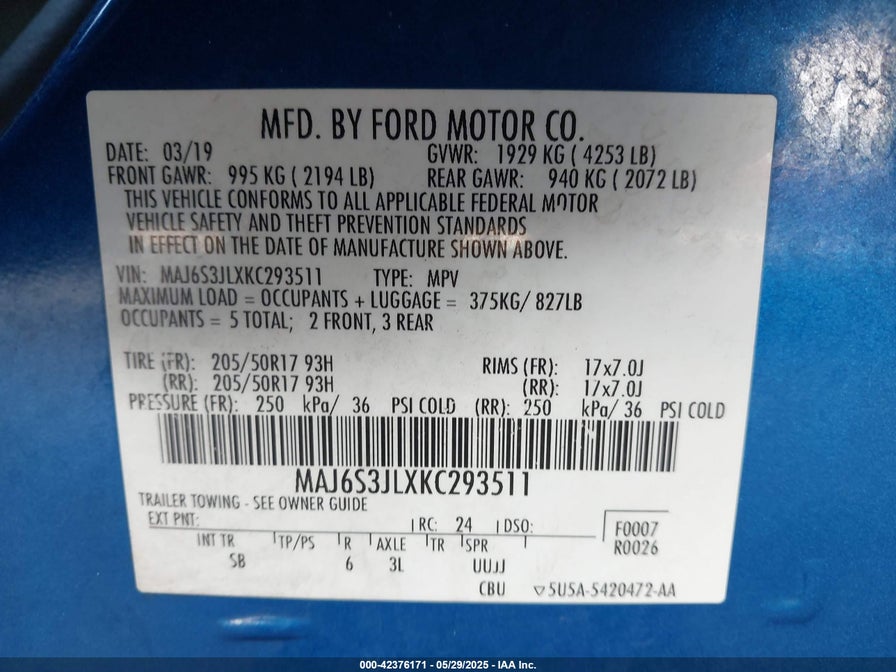 MFD. BY FORD MOTOR CO.
DATE: 03/19 GVWR: 1929 KG ( 4253 LB)
FRONT GAWR: 995 KG ( 2194 LB) REAR GAWR: 940 KG ( 2072 LB)
THIS VEHICLE CONFORMS TO ALL APPLICABLE FEDERAL MOTOR
VEHICLE SAFETY AND THEFT PREVENTION STANDARDS
IN EFFECT ON THE DATE OF MANUFACTURE SHOWN ABOVE.
VIN: MAJ6S3JLXKC293511 TYPE: MPV
MAXIMUM LOAD = OCCUPANTS + LUGGAGE = 375KG/ 827LB
OCCUPANTS = 5 TOTAL; 2 FRONT, 3 REAR
TIRE (FR): 205/50R17 93H RIMS (FR): 17x7.0J
(RR): 205/50R17 93H (RR): 17x7.0J
PRESSURE (FR): 250 kPa/ 36 PSI COLD (RR): 250 kPa/ 36 PSI COLD
MAJ6S3JLXKC293511
TRAILER TOWING - SEE OWNER GUIDE
EXT PNT: RC: 24 DSO: F0007
R0026
INT TR TP/PS R AXLE TR SPR
SB 6 3L UUJJ
CBU ▽5U5A-5420472-AA
000-42376171 - 05/29/2025 - IAA Inc.